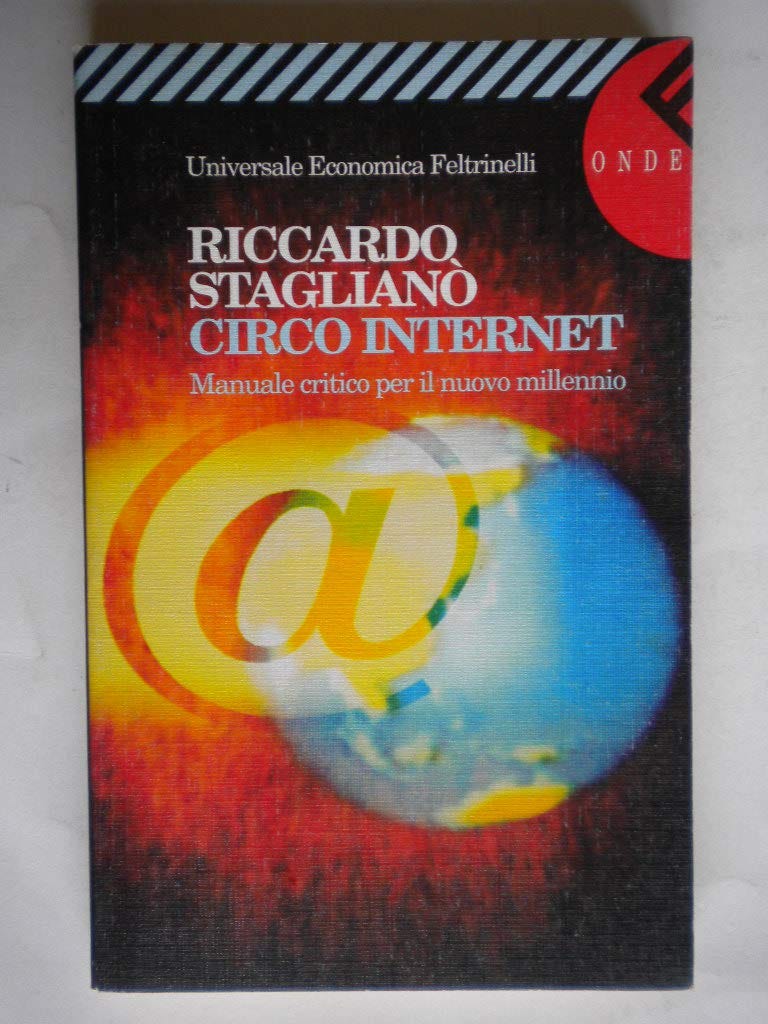 Universale Economica Feltrinelli
ONDE
RICCARDO
STAGLIANÒ
CIRCO INTERNET
Manuale critico per il nuovo millennio
@